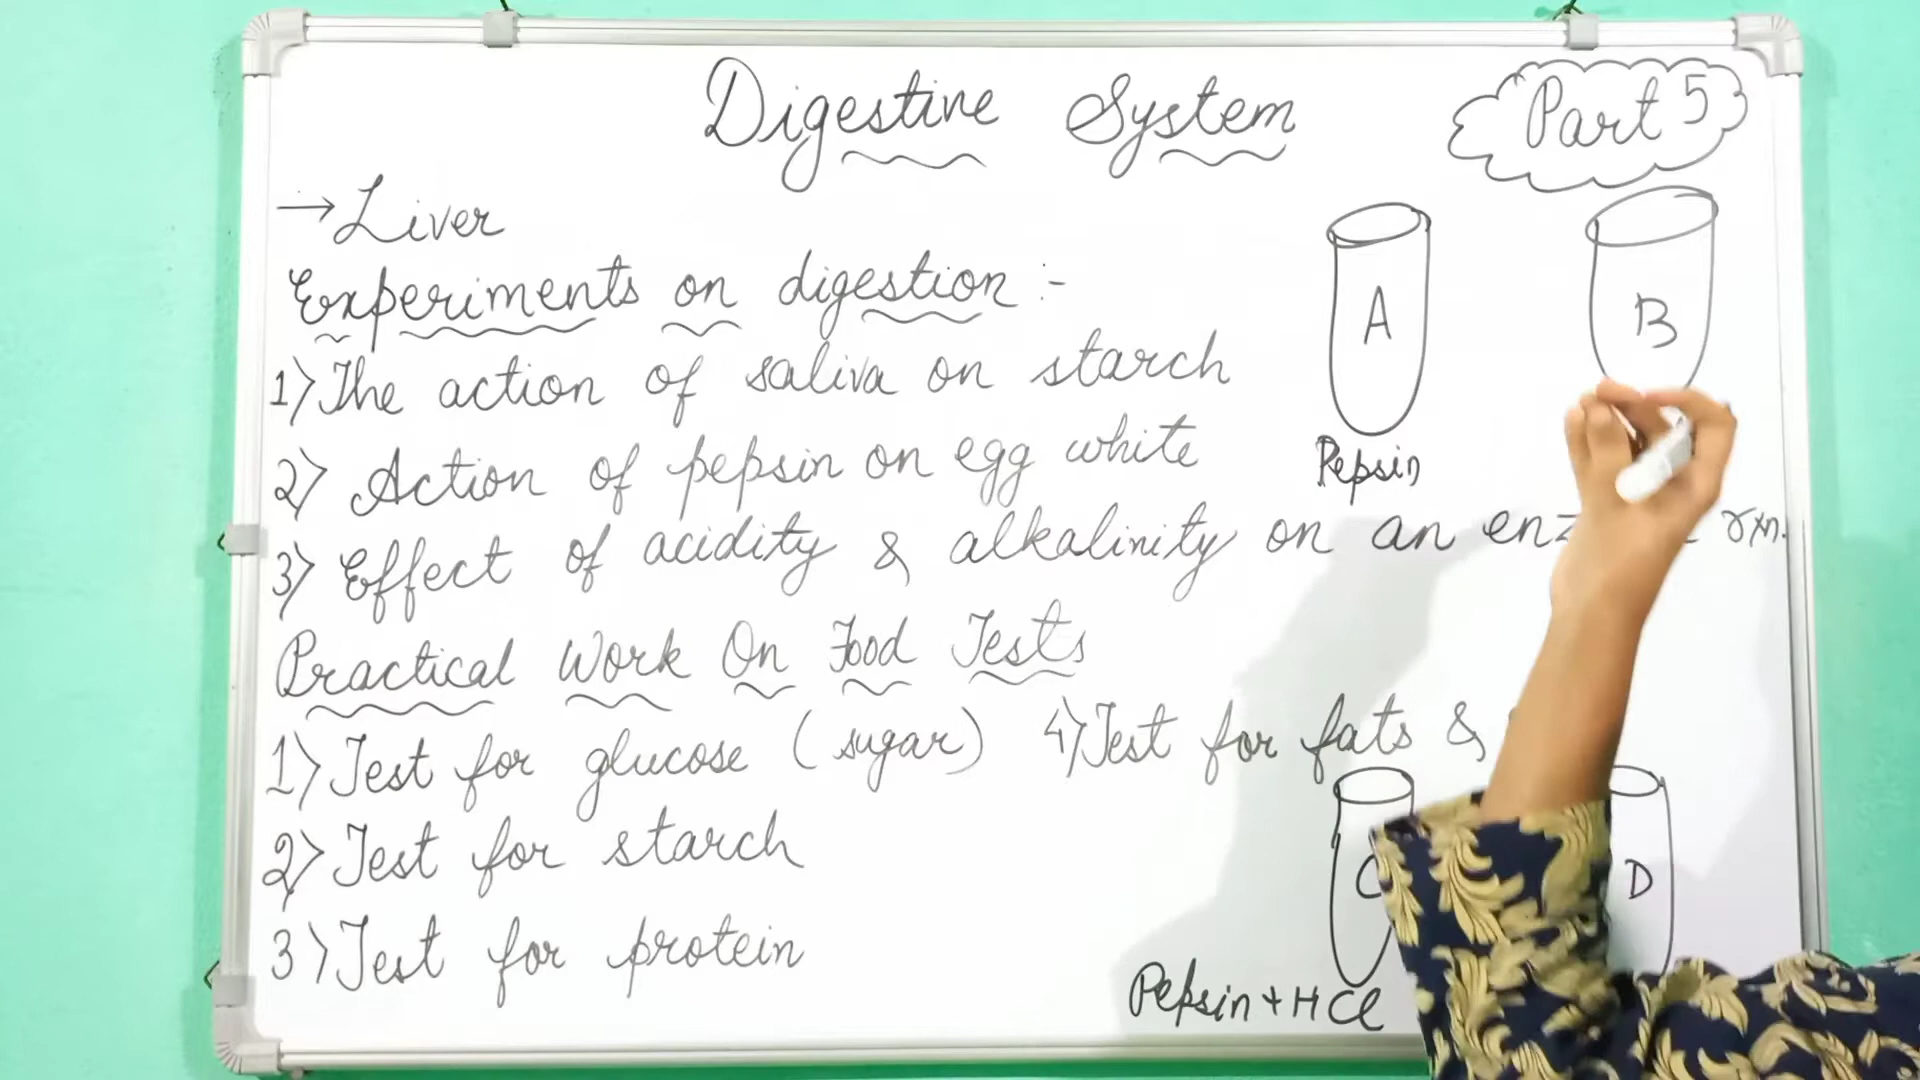 Digestive System
Part 5
→ Liver
Experiments on digestion :-
1) The action of saliva on starch
2) Action of pepsin on egg white
3) Effect of acidity & alkalinity on an rxn.
Practical Work On Food Tests
1) Test for glucose (sugar)
4) Test for fats &
2) Test for starch
3) Test for protein
A
B
Pepsin
C
D
Pepsin + HCl